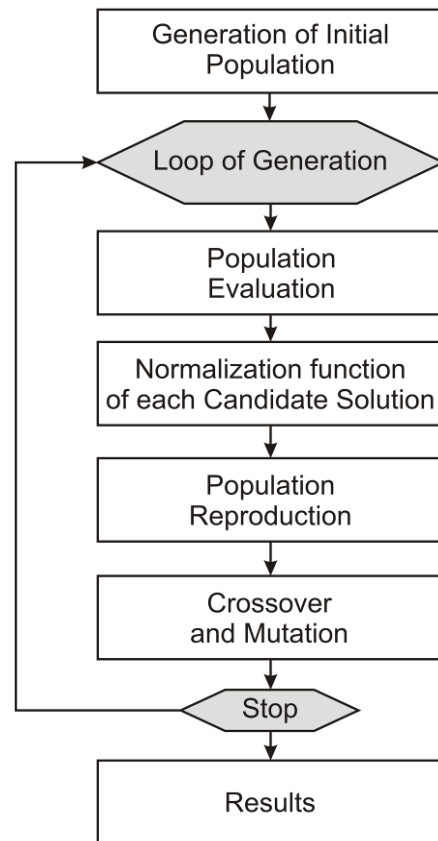 Generation of Initial
Population
Loop of Generation
Population
Evaluation
Normalization function
of each Candidate Solution
Population
Reproduction
Crossover
and Mutation
Stop
Results